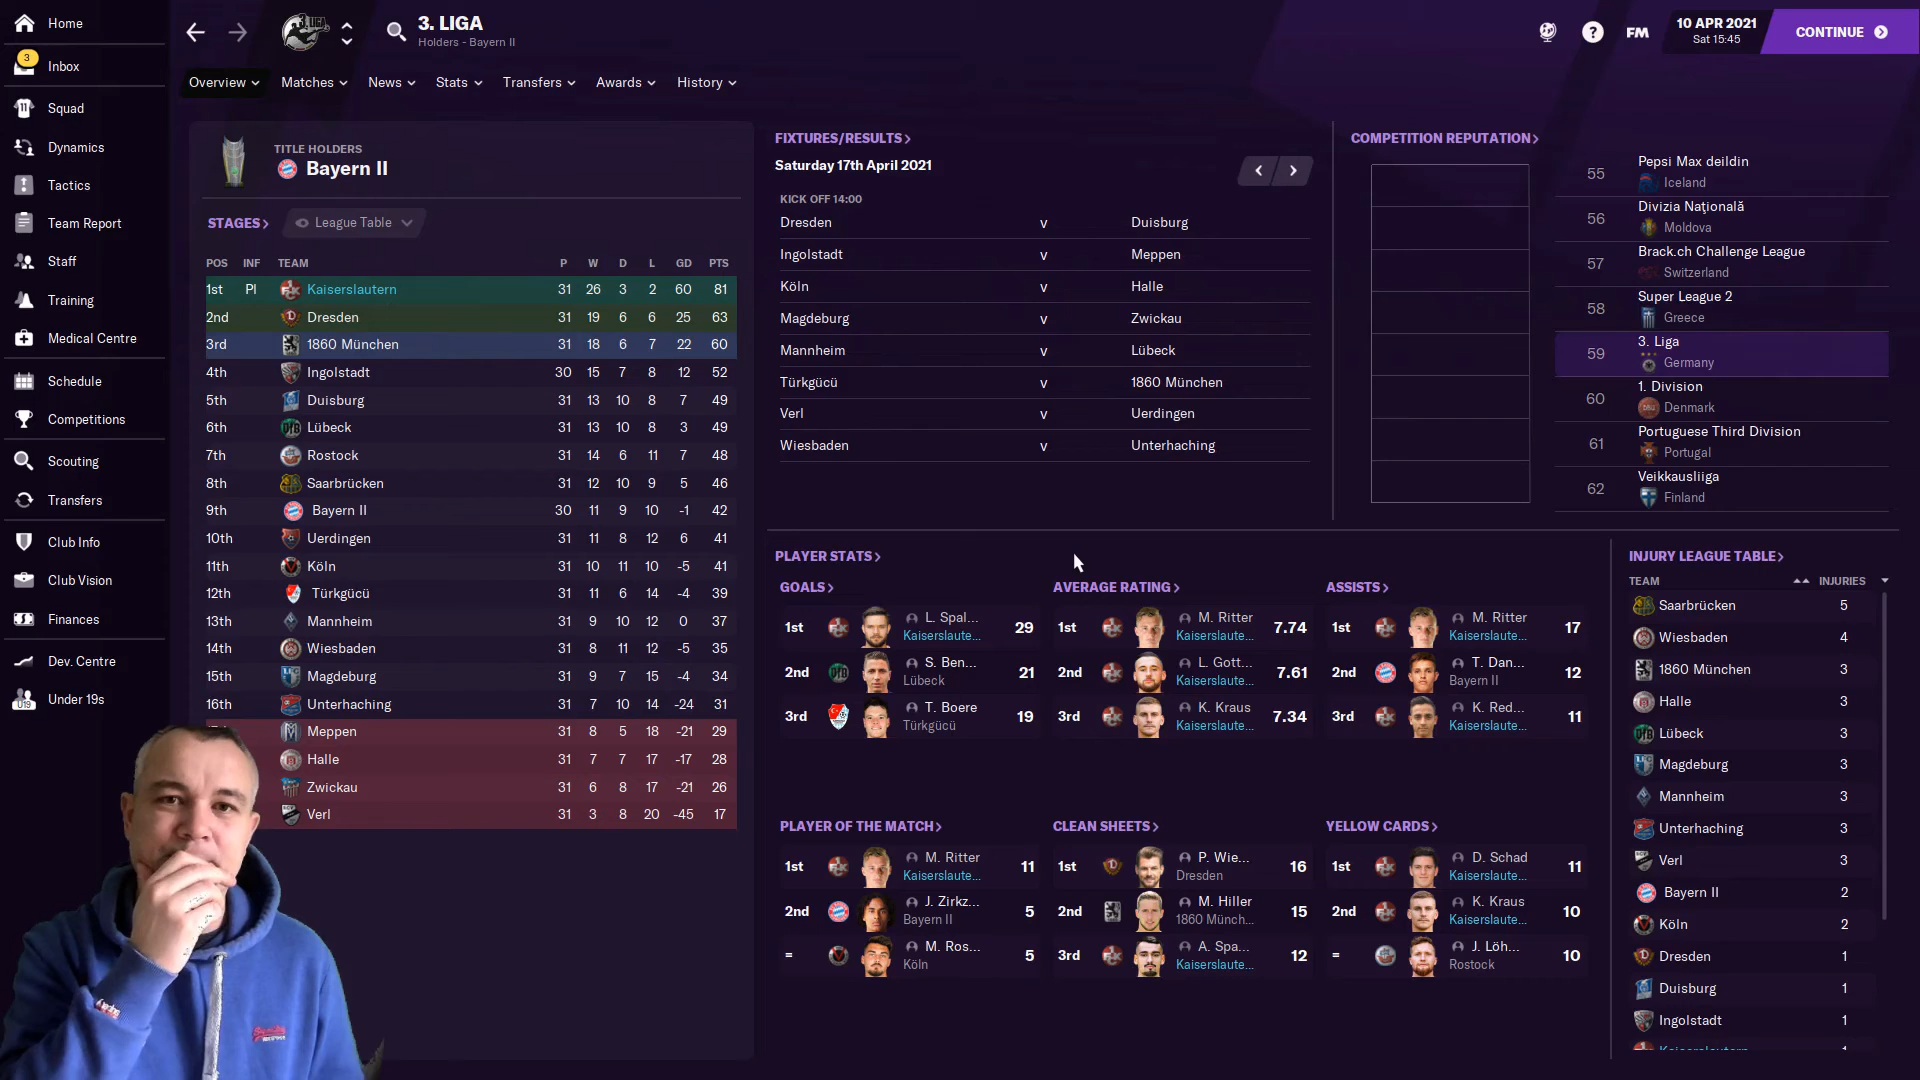 Home
3
Inbox
Squad
Dynamics
Tactics
Team Report
Staff
Training
Medical Centre
Schedule
Competitions
Scouting
Transfers
Club Info
Club Vision
Finances
Dev. Centre
Under 19s
3. LIGA
Holders - Bayern II
FM
10 APR 2021
Sat 15:45
CONTINUE
Overview Matches News Stats Transfers Awards History
TITLE HOLDERS
Bayern II
STAGES League Table
POS INF TEAM P W D L GD PTS
1st PI Kaiserslautern 31 26 3 2 60 81
2nd Dresden 31 19 6 6 25 63
3rd 1860 München 31 18 6 7 22 60
4th Ingolstadt 30 15 7 8 12 52
5th Duisburg 31 13 10 8 7 49
6th Lübeck 31 13 10 8 3 49
7th Rostock 31 14 6 11 7 48
8th Saarbrücken 31 12 10 9 5 46
9th Bayern II 30 11 9 10 -1 42
10th Uerdingen 31 11 8 12 6 41
11th Köln 31 10 11 10 -5 41
12th Türkgücü 31 11 6 14 -4 39
13th Mannheim 31 9 10 12 0 37
14th Wiesbaden 31 8 11 12 -5 35
15th Magdeburg 31 9 7 15 -4 34
16th Unterhaching 31 7 10 14 -24 31
Meppen 31 8 5 18 -21 29
Halle 31 7 7 17 -17 28
Zwickau 31 6 8 17 -21 26
Verl 31 3 8 20 -45 17
FIXTURES/RESULTS
Saturday 17th April 2021
KICK OFF 14:00
Dresden v Duisburg
Ingolstadt v Meppen
Köln v Halle
Magdeburg v Zwickau
Mannheim v Lübeck
Türkgücü v 1860 München
Verl v Uerdingen
Wiesbaden v Unterhaching
COMPETITION REPUTATION
55 Pepsi Max deildin
Iceland
56 Divizia Naţională
Moldova
57 Brack.ch Challenge League
Switzerland
58 Super League 2
Greece
59 3. Liga
Germany
60 1. Division
Denmark
61 Portuguese Third Division
Portugal
62 Veikkausliiga
Finland
PLAYER STATS
GOALS
1st L. Spal... 29
Kaiserslaute...
2nd S. Ben... 21
Lübeck
3rd T. Boere 19
Türkgücü
AVERAGE RATING
1st M. Ritter 7.74
Kaiserslaute...
2nd L. Gott... 7.61
Kaiserslaute...
3rd K. Kraus 7.34
Kaiserslaute...
ASSISTS
1st M. Ritter 17
Kaiserslaute...
2nd T. Dan... 12
Bayern II
3rd K. Red... 11
Kaiserslaute...
PLAYER OF THE MATCH
1st M. Ritter 11
Kaiserslaute...
2nd J. Zirkz... 5
Bayern II
= M. Ros... 5
Köln
CLEAN SHEETS
1st P. Wie... 16
Dresden
2nd M. Hiller 15
1860 Münch...
3rd A. Spa... 12
Kaiserslaute...
YELLOW CARDS
1st D. Schad 11
Kaiserslaute...
2nd K. Kraus 10
Kaiserslaute...
= J. Löh... 10
Rostock
INJURY LEAGUE TABLE
TEAM INJURIES
Saarbrücken 5
Wiesbaden 4
1860 München 3
Halle 3
Lübeck 3
Magdeburg 3
Mannheim 3
Unterhaching 3
Verl 3
Bayern II 2
Köln 2
Dresden 1
Duisburg 1
Ingolstadt 1